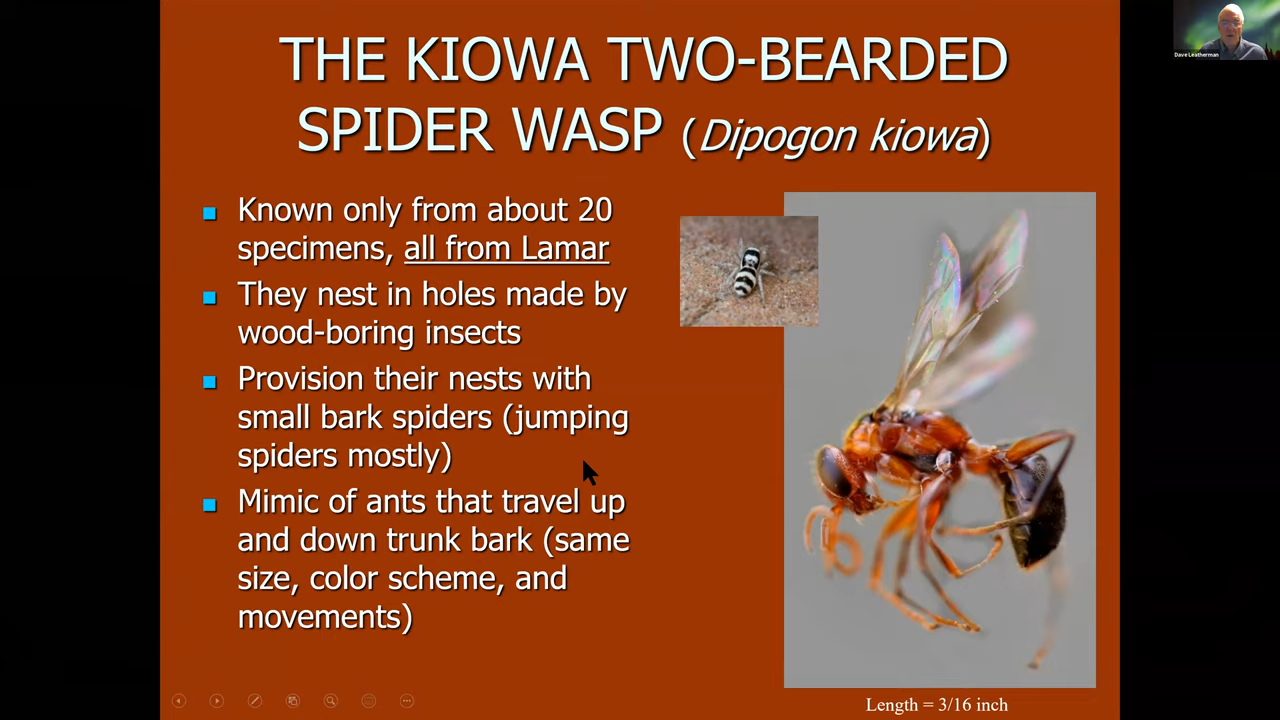 THE KIOWA TWO-BEARDED
SPIDER WASP (Dipogon kiowa)
Known only from about 20
specimens, all from Lamar
They nest in holes made by
wood-boring insects
Provision their nests with
small bark spiders (jumping
spiders mostly)
Mimic of ants that travel up
and down trunk bark (same
size, color scheme, and
movements)
Length = 3/16 inch
Dave Leatherman